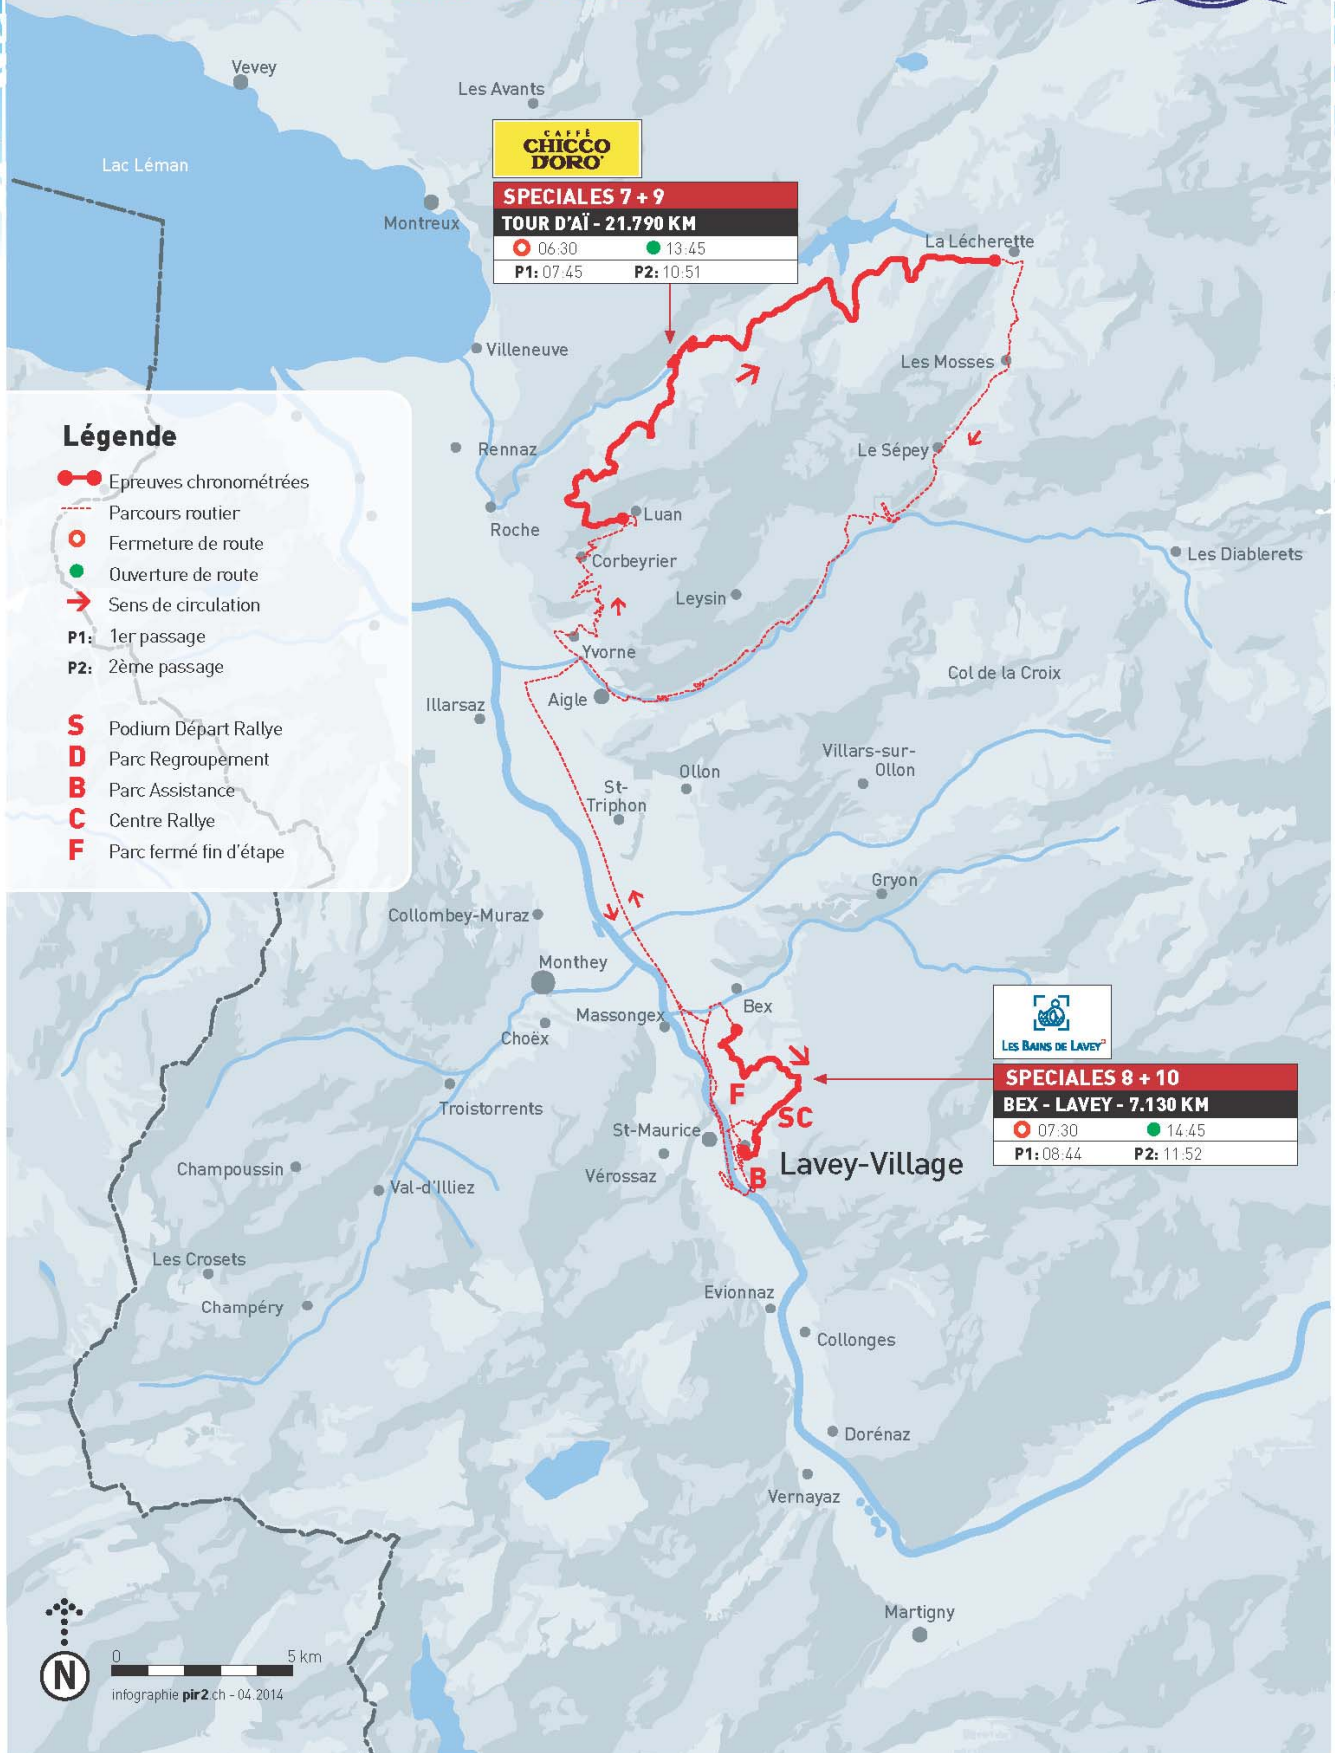 Vevey
Les Avants
Lac Léman
CAFFÈ
CHICCO
D'ORO
SPECIALES 7 + 9
TOUR D'AÏ - 21.790 KM
06:30 13:45
P1: 07:45 P2: 10:51
Montreux
La Lécherette
Villeneuve
Les Mosses
Rennaz
Le Sépey
Roche
Luan
Corbeyrier
Les Diablerets
Leysin
Yvorne
Col de la Croix
Aigle
Illarsaz
Villars-sur-
Ollon
Ollon
St-
Triphon
Gryon
Collombey-Muraz
Monthey
Bex
Massongex
Choëx
Légende
Epreuves chronométrées
Parcours routier
Fermeture de route
Ouverture de route
Sens de circulation
P1: 1er passage
P2: 2ème passage
S Podium Départ Rallye
D Parc Regroupement
B Parc Assistance
C Centre Rallye
F Parc fermé fin d'étape
LES BAINS DE LAVEY
SPECIALES 8 + 10
BEX - LAVEY - 7.130 KM
07:30 14:45
P1: 08:44 P2: 11:52
F
SC
B
Troistorrents
St-Maurice
Lavey-Village
Vérossaz
Champoussin
Val-d'Illiez
Les Crosets
Champéry
Evionnaz
Collonges
Dorénaz
Vernayaz
Martigny
N
0 5 km
infographie pir2.ch - 04.2014